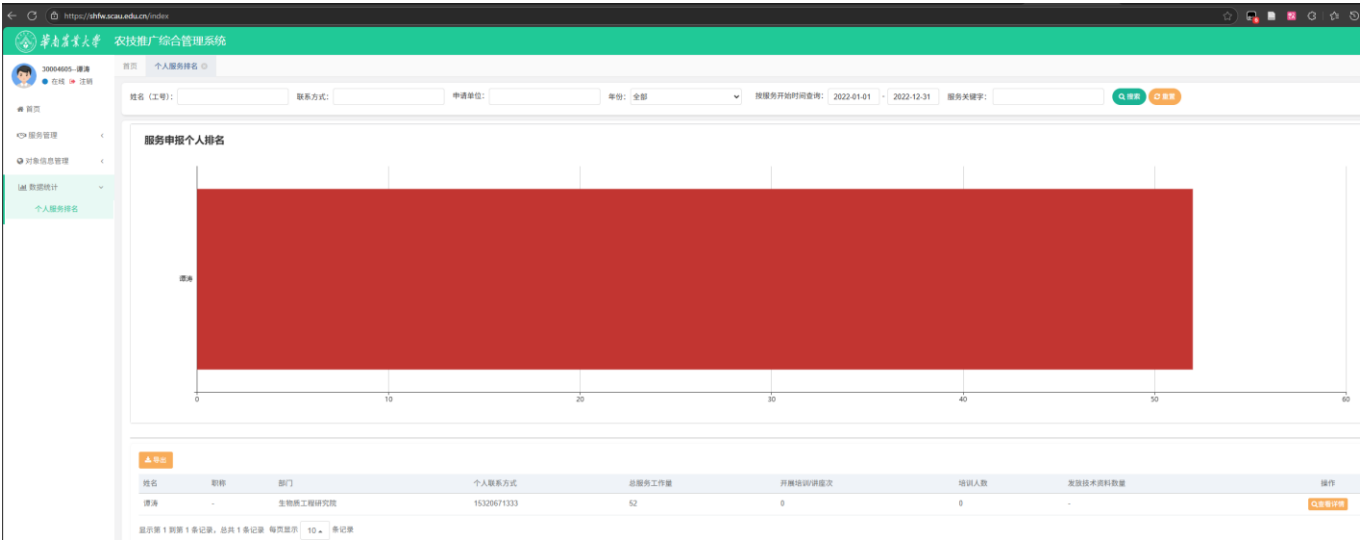 https://shfw.scau.edu.cn/index
华南农业大学 农技推广综合管理系统
30004605--谭涛
在线 注销
首页 个人服务排名
姓名（工号）： 联系方式： 申请单位： 年份： 全部 按服务开始时间查询： 2022-01-01 - 2022-12-31 服务关键字： 搜索 重置
首页
服务管理
对象信息管理
数据统计
个人服务排名
服务申报个人排名
谭涛
0 10 20 30 40 50 60
导出
姓名 职称 部门 个人联系方式 总服务工作量 开展培训/讲座次 培训人数 发放技术资料数量 操作
谭涛 - 生物质工程研究院 15320671333 52 0 0 - 查看详情
显示第 1 到第 1 条记录，总共 1 条记录 每页显示 10 条记录